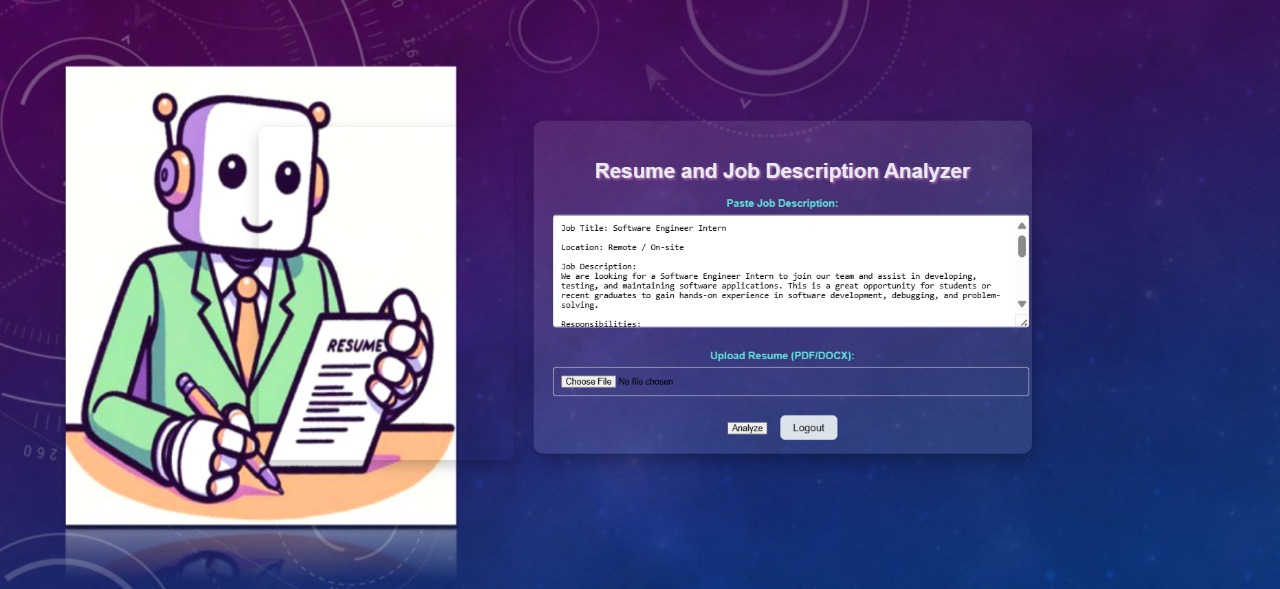 160
260
RESUME
Resume and Job Description Analyzer
Paste Job Description:
Job Title: Software Engineer Intern
Location: Remote / On-site
Job Description:
We are looking for a Software Engineer Intern to join our team and assist in developing,
testing, and maintaining software applications. This is a great opportunity for students or
recent graduates to gain hands-on experience in software development, debugging, and problem-
solving.
Responsibilities:
Upload Resume (PDF/DOCX):
Choose File No file chosen
Analyze Logout